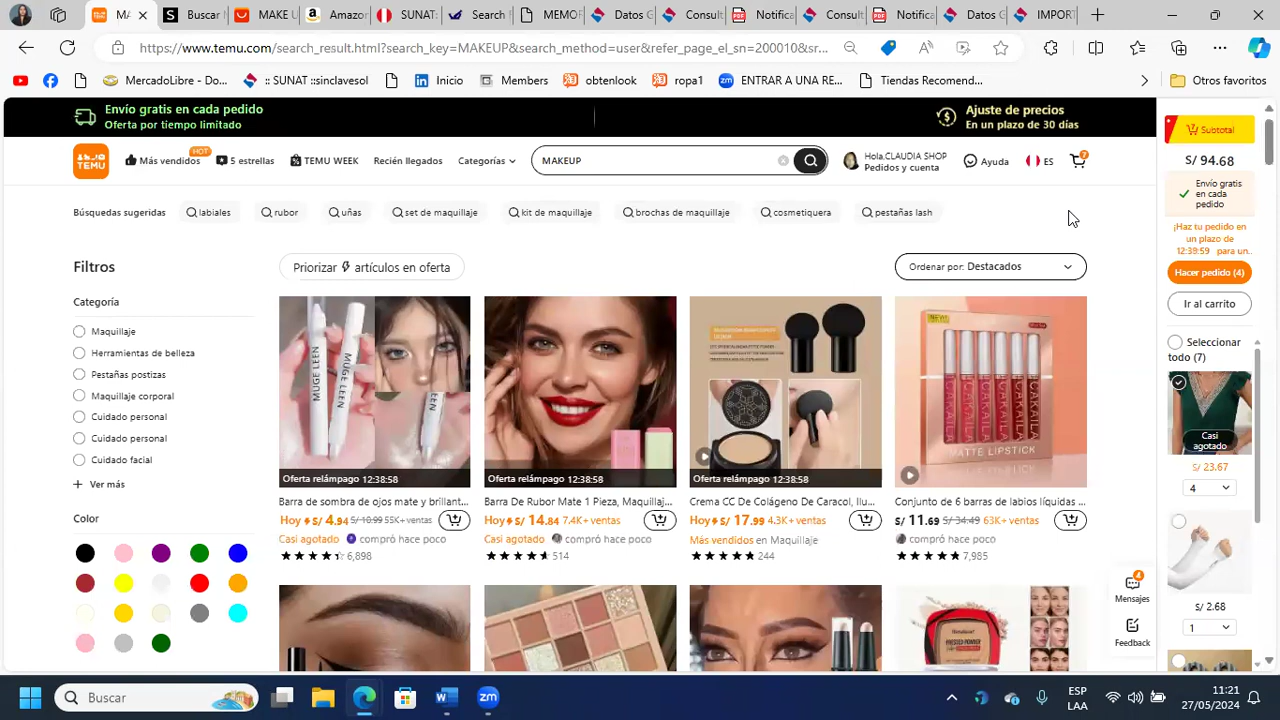 MA
Buscar
MAKE U
Amazon
SUNAT:
Search
MEMOF
Datos G
Consult
Notifica
Consult
Notifica
Datos G
IMPORT
https://www.temu.com/search_result.html?search_key=MAKEUP&search_method=user&refer_page_el_sn=200010&sr...
MercadoLibre - Do...
:: SUNAT ::sinclavesol
Inicio
Members
obtenlook
ropa1
ENTRAR A UNA RE...
Tiendas Recomend...
Otros favoritos
Envío gratis en cada pedido
Oferta por tiempo limitado
Ajuste de precios
En un plazo de 30 días
TEMU
Más vendidos
HOT
5 estrellas
TEMU WEEK
Recién llegados
Categorías
MAKEUP
Hola,CLAUDIA SHOP
Pedidos y cuenta
Ayuda
ES
7
Búsquedas sugeridas
labiales
rubor
uñas
set de maquillaje
kit de maquillaje
brochas de maquillaje
cosmetiquera
pestañas lash
Filtros
Priorizar artículos en oferta
Ordenar por: Destacados
Categoría
Maquillaje
Herramientas de belleza
Pestañas postizas
Maquillaje corporal
Cuidado personal
Cuidado personal
Cuidado facial
Ver más
Color
MUGE LEEN
MUGE LEEN
Oferta relámpago 12:38:58
Barra de sombra de ojos mate y brillant...
Hoy S/ 4.94 S/ 10.99 55K+ventas
Casi agotado compró hace poco
6,898
Oferta relámpago 12:38:58
Barra De Rubor Mate 1 Pieza, Maquillaj...
Hoy S/ 14.84 7.4K+ ventas
Casi agotado compró hace poco
514
Oferta relámpago 12:38:58
Crema CC De Colágeno De Caracol, Ilu...
Hoy S/ 17.99 4.3K+ ventas
Más vendidos en Maquillaje
244
CAKAILA
MATTE LIPSTICK
Conjunto de 6 barras de labios líquidas ...
S/ 11.69 S/ 34.49 63K+ ventas
compró hace poco
7,985
4
Mensajes
Feedback
Subtotal
S/ 94.68
Envío gratis
en cada
pedido
¡Haz tu pedido en
un plazo de
12:38:59 para un..
Hacer pedido (4)
Ir al carrito
Seleccionar
todo (7)
Casi
agotado
S/ 23.67
4
S/ 2.68
1
Buscar
ESP
LAA
11:21
27/05/2024